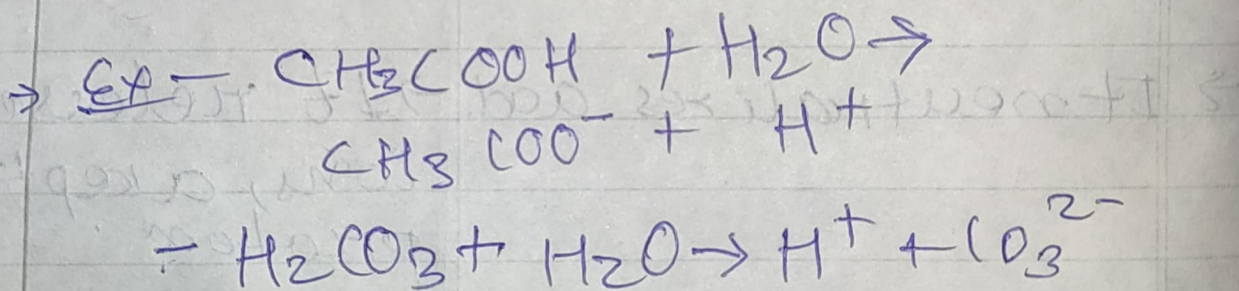 → Ex - CH3COOH + H2O →
CH3COO⁻ + H⁺
- H2CO3 + H2O → H⁺ + CO3²⁻